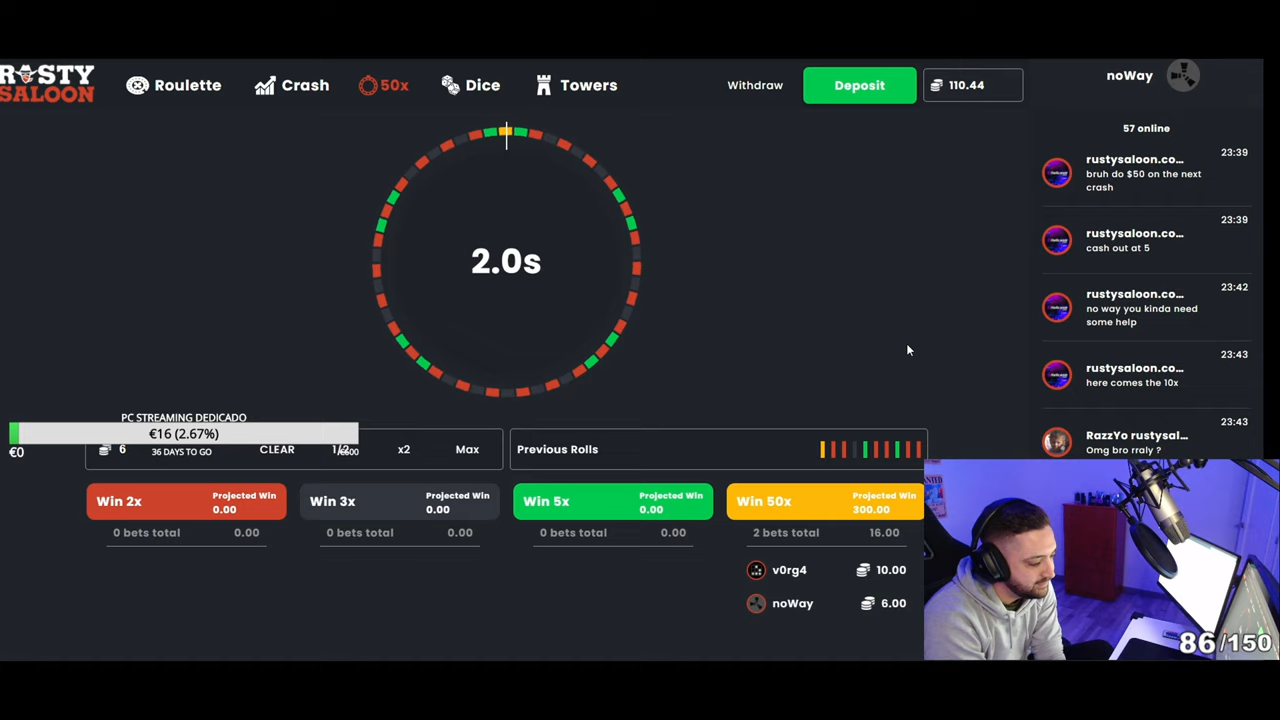 RUSTY
SALOON
Roulette
Crash
50x
Dice
Towers
Withdraw
Deposit
110.44
noWay
57 online
rustysaloon.co...
23:39
bruh do $50 on the next
crash
rustysaloon.co...
23:39
cash out at 5
rustysaloon.co...
23:42
no way you kinda need
some help
rustysaloon.co...
23:43
here comes the 10x
RazzYo rustysal...
23:43
Omg bro rraly ?
2.0s
PC STREAMING DEDICADO
€16 (2.67%)
€0
36 DAYS TO GO
6
CLEAR
1/2
x2
Max
Previous Rolls
Win 2x
Projected Win
0.00
Win 3x
Projected Win
0.00
Win 5x
Projected Win
0.00
Win 50x
Projected Win
300.00
0 bets total
0.00
0 bets total
0.00
0 bets total
0.00
2 bets total
16.00
v0rg4
10.00
noWay
6.00
86/150